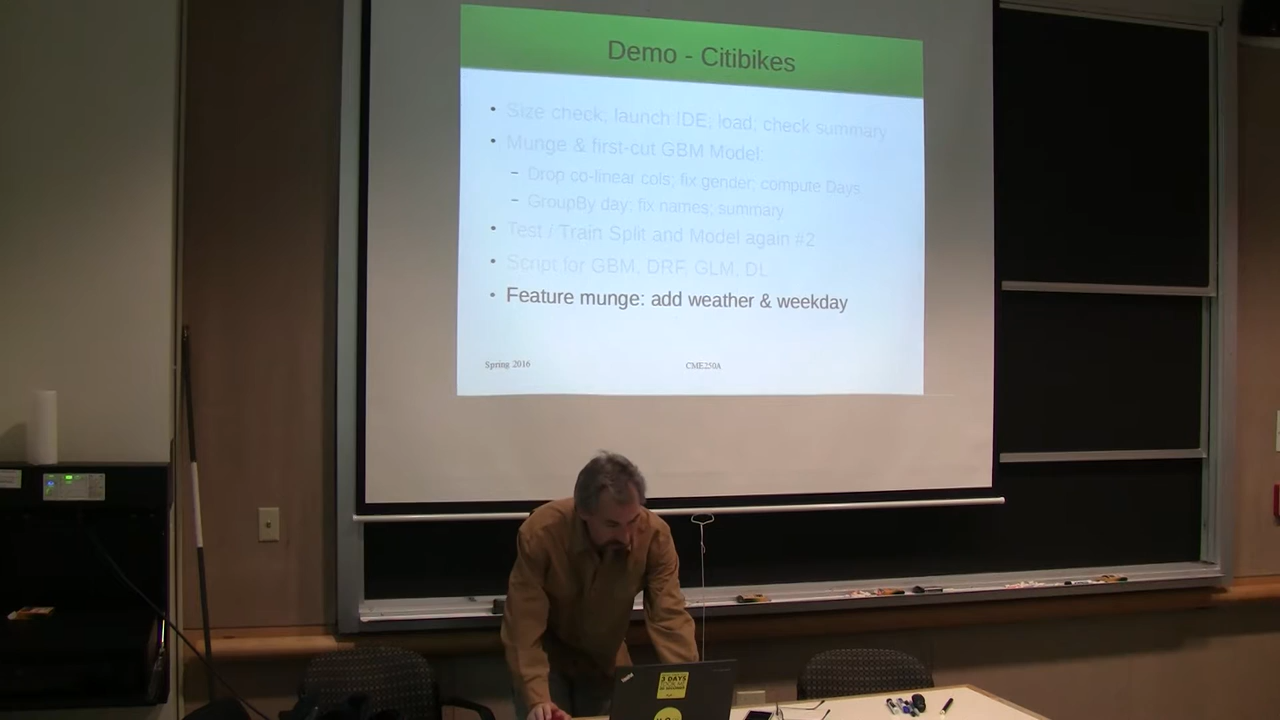 Demo - Citibikes
• Size check; launch IDE; load; check summary
• Munge & first-cut GBM Model:
– Drop co-linear cols; fix gender; compute Days
– GroupBy day; fix names; summary
• Test / Train Split and Model again #2
• Script for GBM, DRF, GLM, DL
• Feature munge: add weather & weekday
Spring 2016
CME250A
3 DAYS